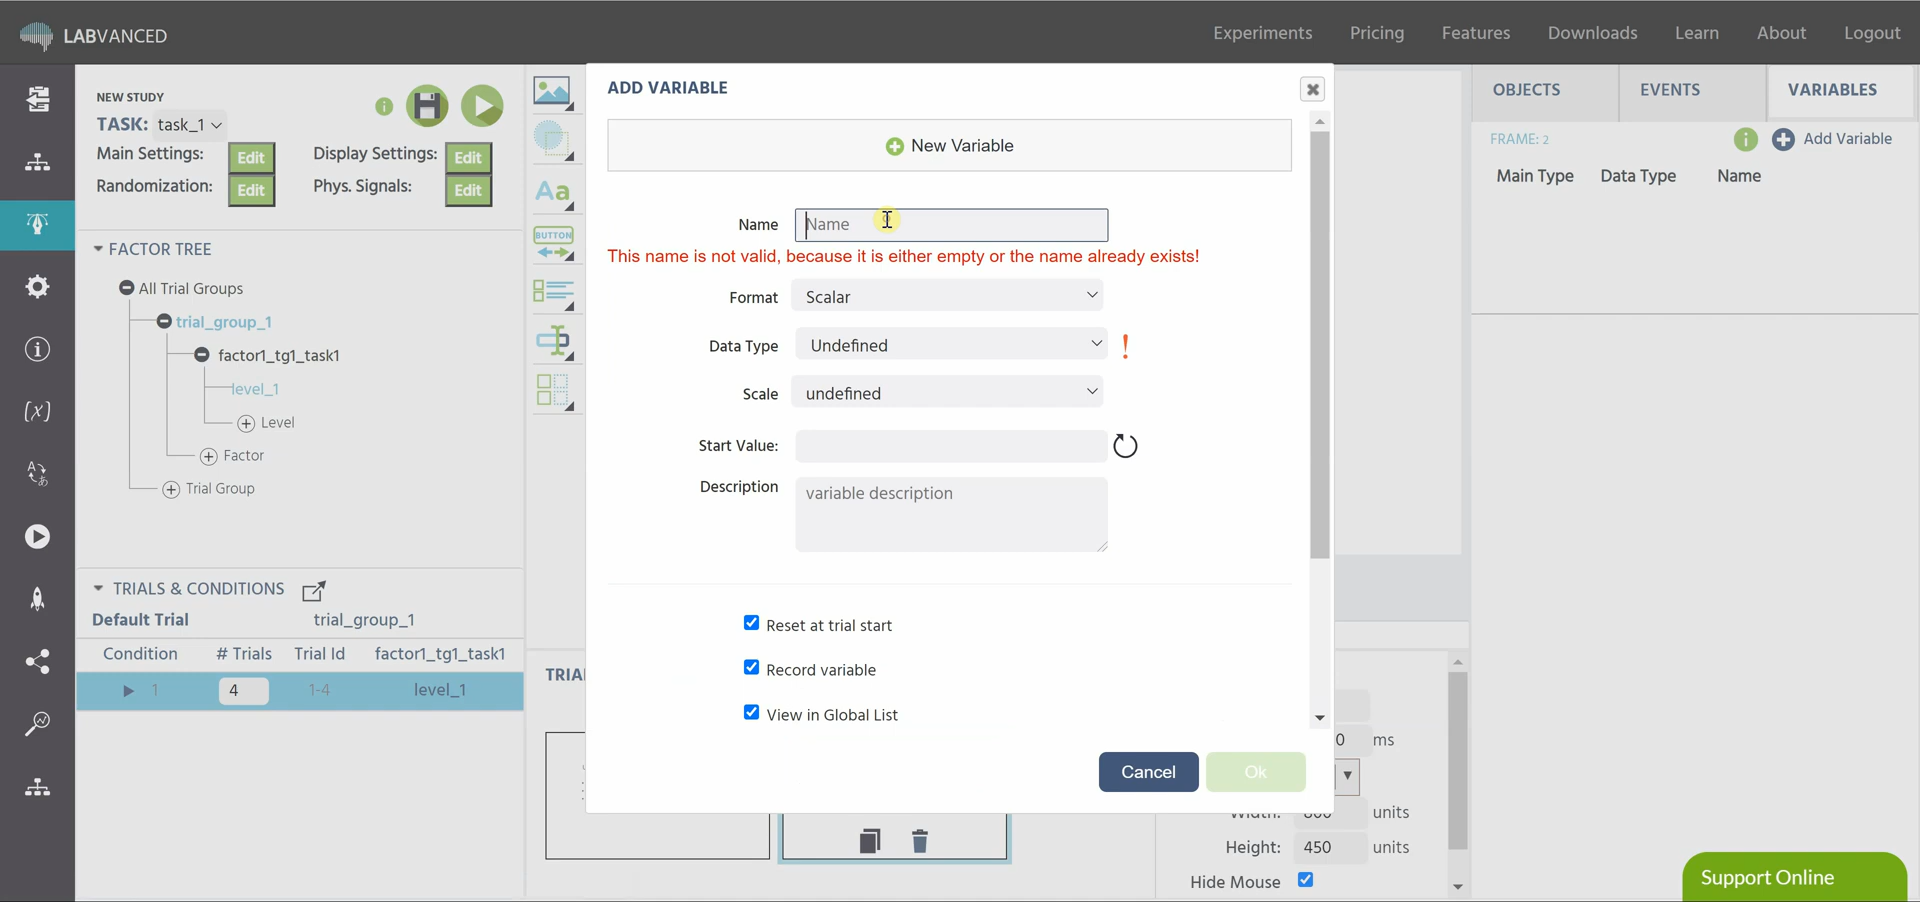 LABVANCED
Experiments Pricing Features Downloads Learn About Logout
NEW STUDY
TASK: task_1
Main Settings: Edit Display Settings: Edit
Randomization: Edit Phys. Signals: Edit
FACTOR TREE
All Trial Groups
trial_group_1
factor1_tg1_task1
level_1
Level
Factor
Trial Group
TRIALS & CONDITIONS
Default Trial trial_group_1
Condition # Trials Trial Id factor1_tg1_task1
1 4 1-4 level_1
Aa
BUTTON
ADD VARIABLE
New Variable
Name Name
This name is not valid, because it is either empty or the name already exists!
Format Scalar
Data Type Undefined !
Scale undefined
Start Value:
Description variable description
Reset at trial start
Record variable
View in Global List
Cancel Ok
OBJECTS EVENTS VARIABLES
FRAME: 2 Add Variable
Main Type Data Type Name
TRIA
0 ms
Width: 800 units
Height: 450 units
Hide Mouse
Support Online